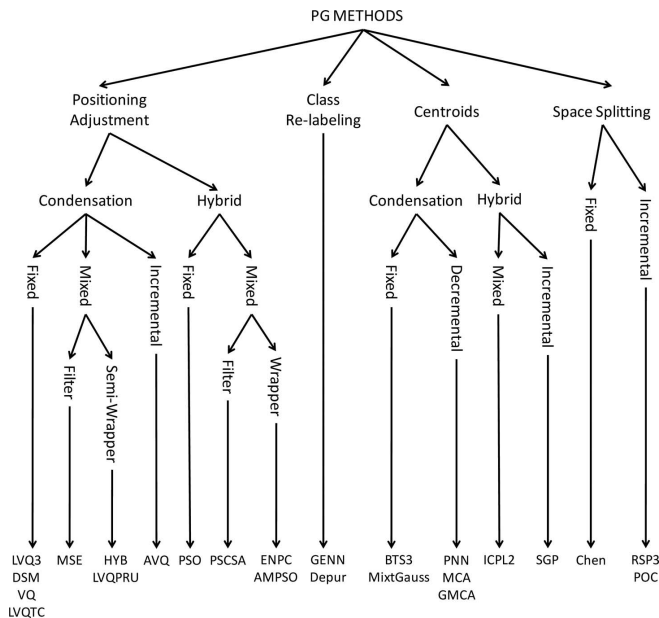 PG METHODS
Positioning
Adjustment
Class
Re-labeling
Centroids
Space Splitting
Condensation
Hybrid
Condensation
Hybrid
Fixed
Incremental
Fixed
Mixed
Incremental
Fixed
Mixed
Fixed
Decremental
Mixed
Incremental
Filter
Semi-Wrapper
Filter
Wrapper
LVQ3
DSM
VQ
LVQTC
MSE
HYB
LVQPRU
AVQ
PSO
PSCSA
ENPC
AMPSO
GENN
Depur
BTS3
MixtGauss
PNN
MCA
GMCA
ICPL2
SGP
Chen
RSP3
POC